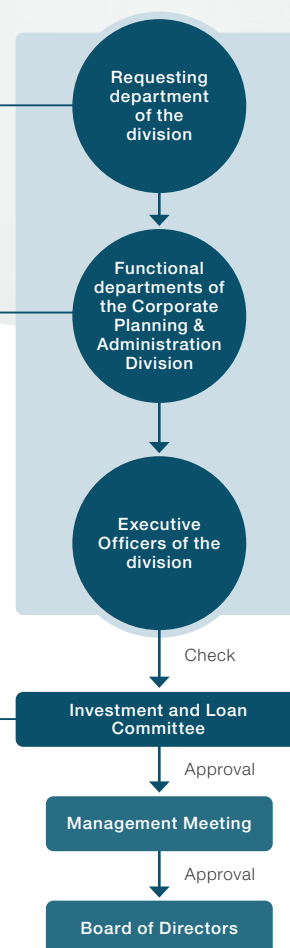 Requesting
department
of the
division
Functional
departments of
the Corporate
Planning &
Administration
Division
Executive
Officers of the
division
Check
Investment and Loan
Committee
Approval
Management Meeting
Approval
Board of Directors